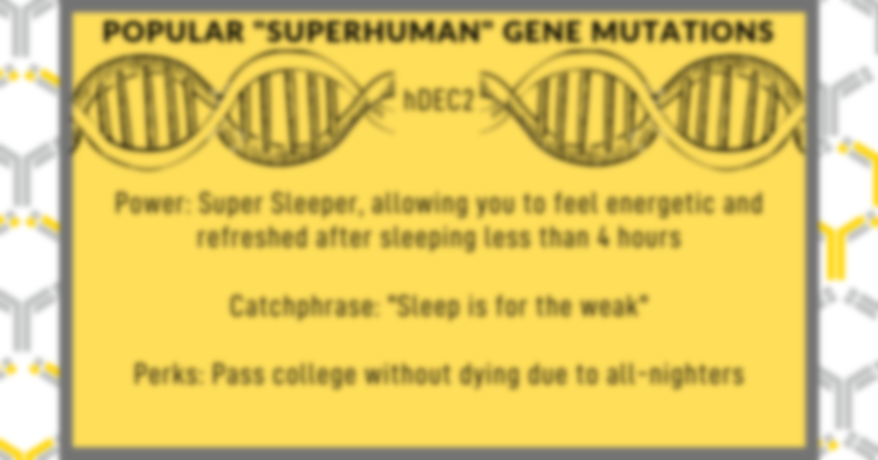 POPULAR "SUPERHUMAN" GENE MUTATIONS
hDEC2
Power: Super Sleeper, allowing you to feel energetic and
refreshed after sleeping less than 4 hours
Catchphrase: "Sleep is for the weak"
Perks: Pass college without dying due to all-nighters